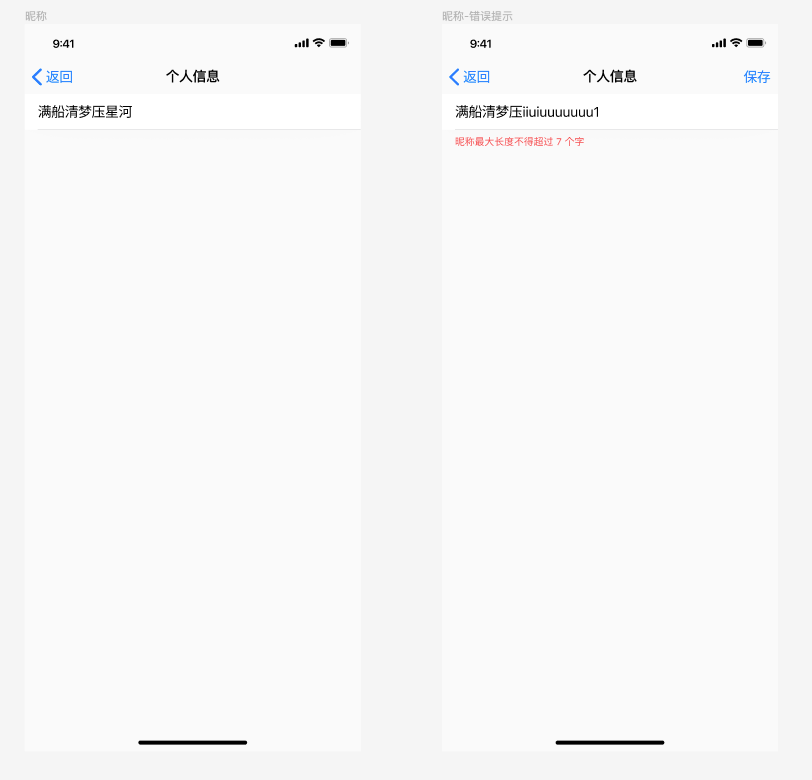 昵称
9:41
返回
个人信息
满船清梦压星河
昵称-错误提示
9:41
返回
个人信息
保存
满船清梦压iiuiuuuuuuu1
昵称最大长度不得超过 7 个字